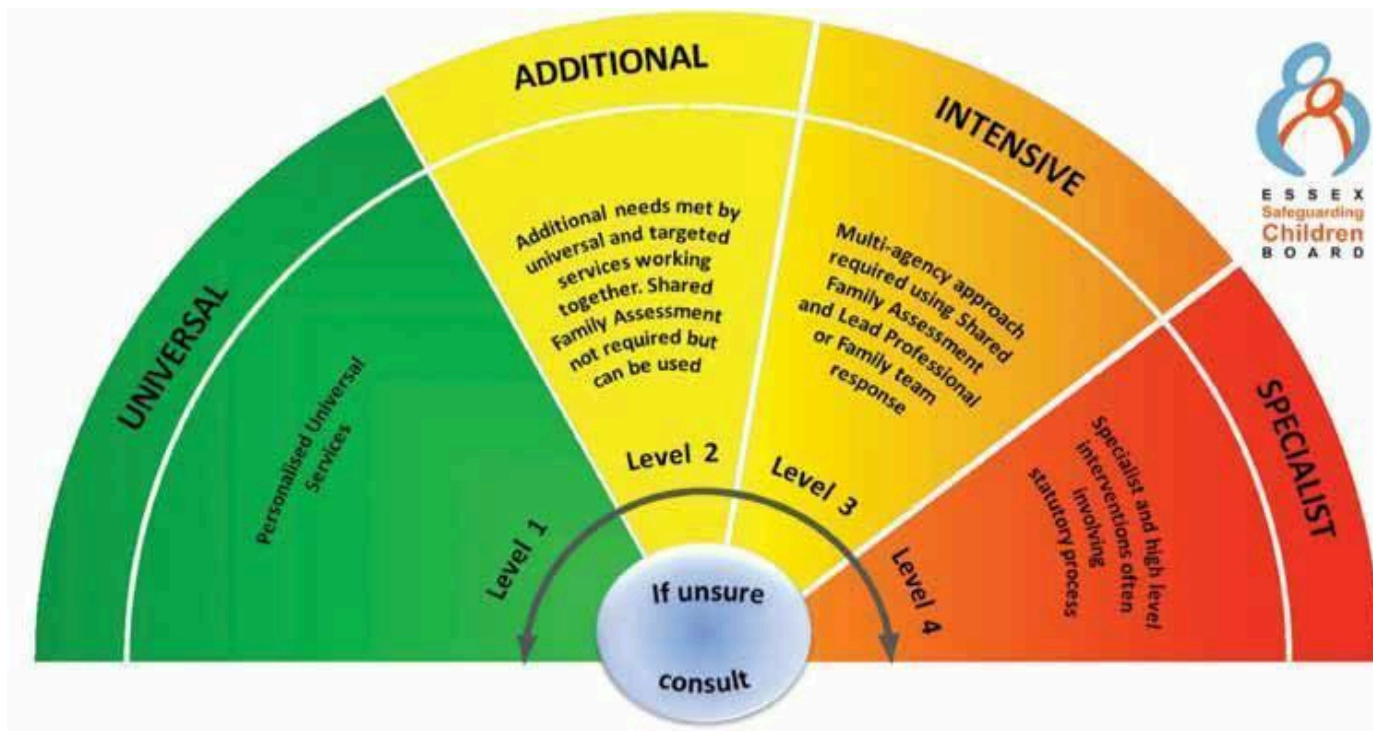 UNIVERSAL
Personalised Universal
Services
Level 1
ADDITIONAL
Additional needs met by
universal and targeted
services working
together. Shared
Family Assessment
not required but
can be used
Level 2
INTENSIVE
Multi-agency approach
required using Shared
Family Assessment
and Lead Professional
or Family team
response
Level 3
SPECIALIST
Specialist and high level
interventions often
involving
statutory process
Level 4
If unsure
consult
ESSEX
Safeguarding
Children
BOARD